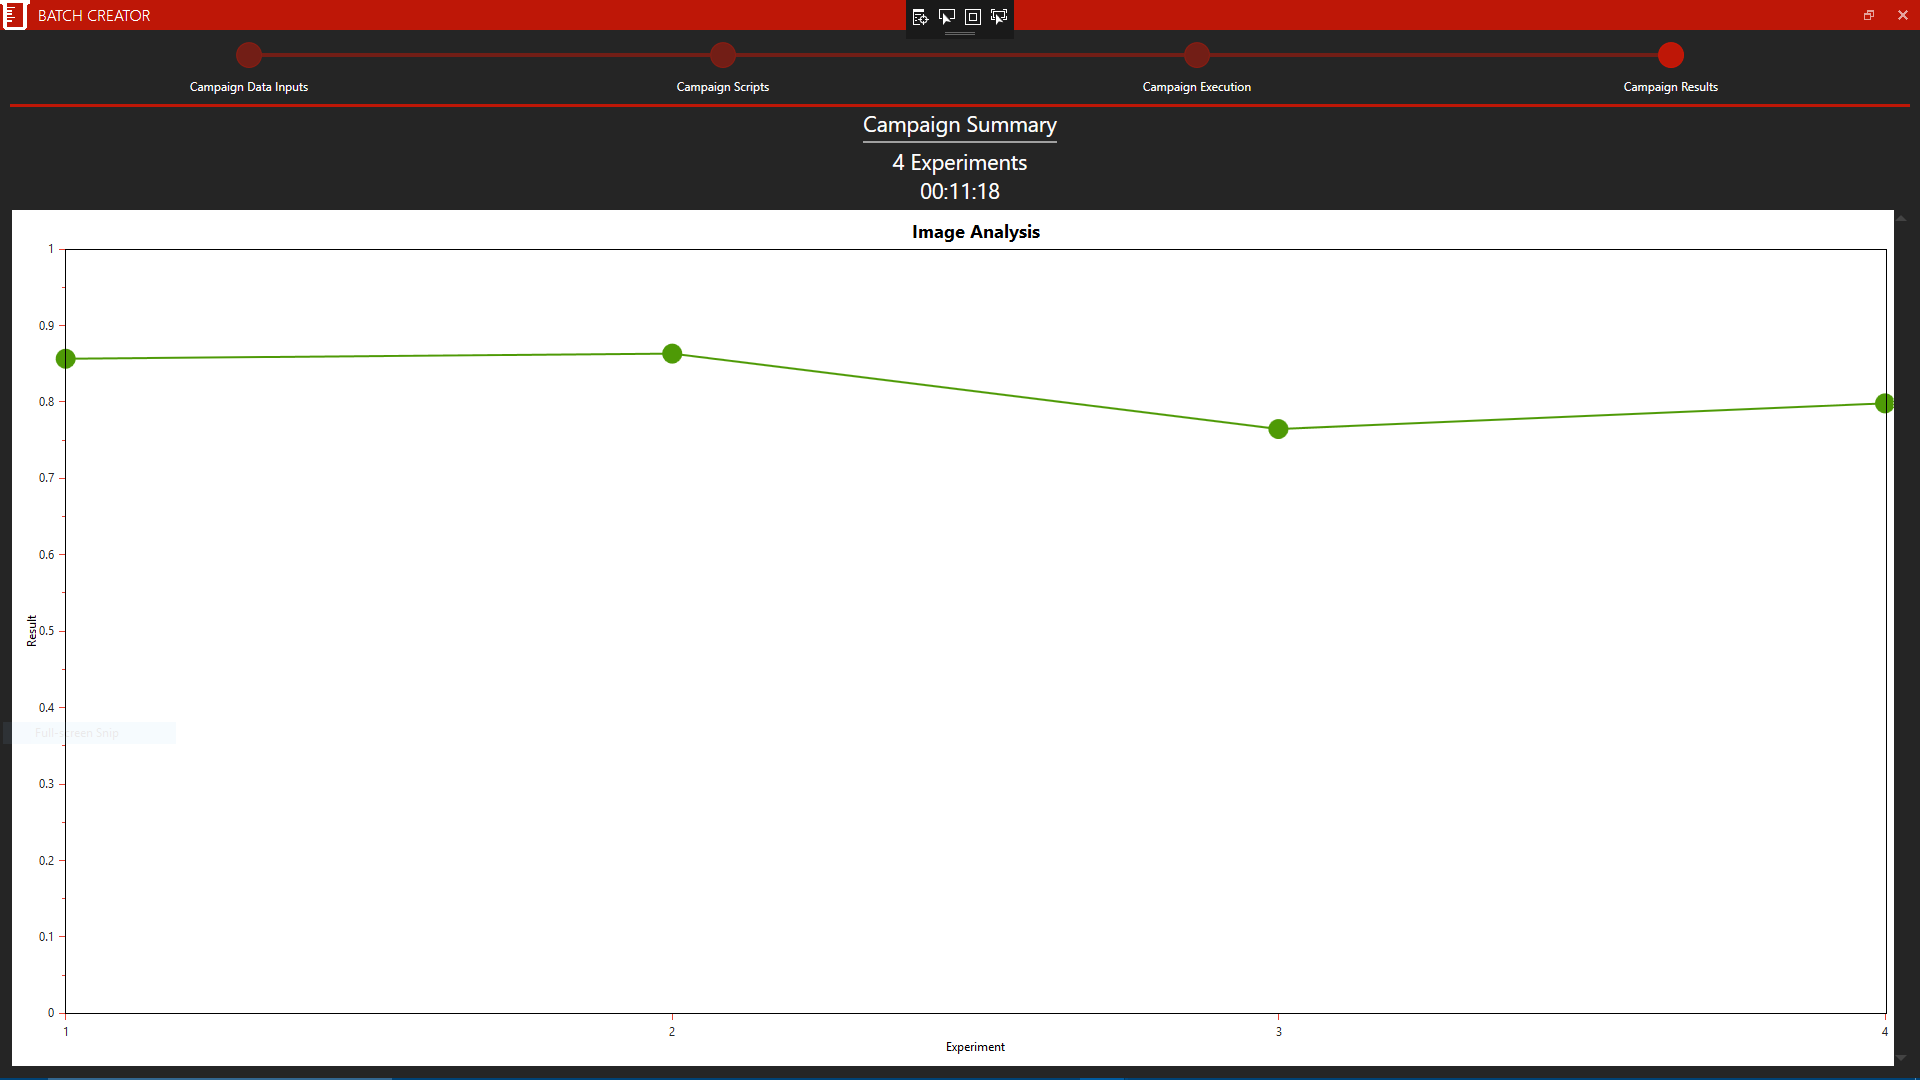 BATCH CREATOR
Campaign Data Inputs
Campaign Scripts
Campaign Execution
Campaign Results
Campaign Summary
4 Experiments
00:11:18
Image Analysis
1
0.9
0.8
0.7
0.6
0.5
0.4
0.3
0.2
0.1
0
Result
Full-screen Snip
1 2 3 4
Experiment